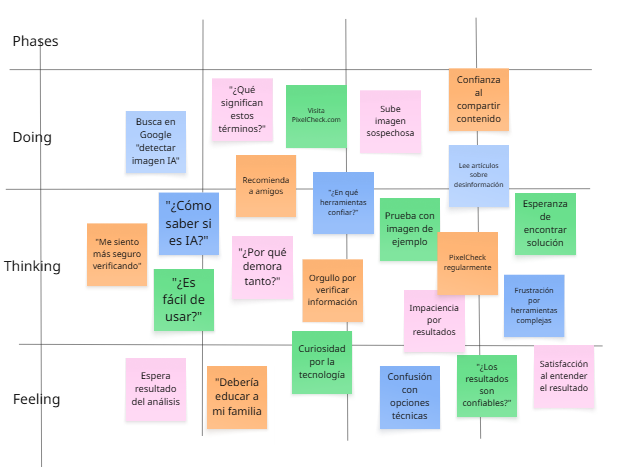 Phases
Doing
Busca en
Google
"detectar
imagen IA"
"¿Qué
significan
estos
términos?"
Visita
PixelCheck.com
Sube
imagen
sospechosa
Confianza
al
compartir
contenido
Recomienda
a amigos
Lee artículos
sobre
desinformación
Thinking
"Me siento
más seguro
verificando"
"¿Cómo
saber si
es IA?"
"¿En qué
herramientas
confiar?"
Prueba con
imagen de
ejemplo
Esperanza
de
encontrar
solución
"¿Es
fácil de
usar?"
"¿Por qué
demora
tanto?"
Orgullo por
verificar
información
PixelCheck
regularmente
Impaciencia
por
resultados
Frustración
por
herramientas
complejas
Feeling
Espera
resultado
del análisis
"Debería
educar a
mi familia
Curiosidad
por la
tecnología
Confusión
con
opciones
técnicas
"¿Los
resultados
son
confiables?"
Satisfacción
al entender
el resultado